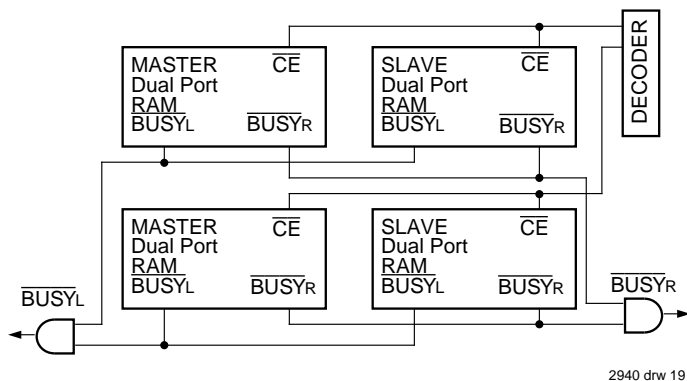 MASTER
Dual Port
RAM
BUSYL
CE
BUSYR
SLAVE
Dual Port
RAM
BUSYL
CE
BUSYR
DECODER
MASTER
Dual Port
RAM
BUSYL
CE
BUSYR
SLAVE
Dual Port
RAM
BUSYL
CE
BUSYR
BUSYL
BUSYR
2940 drw 19